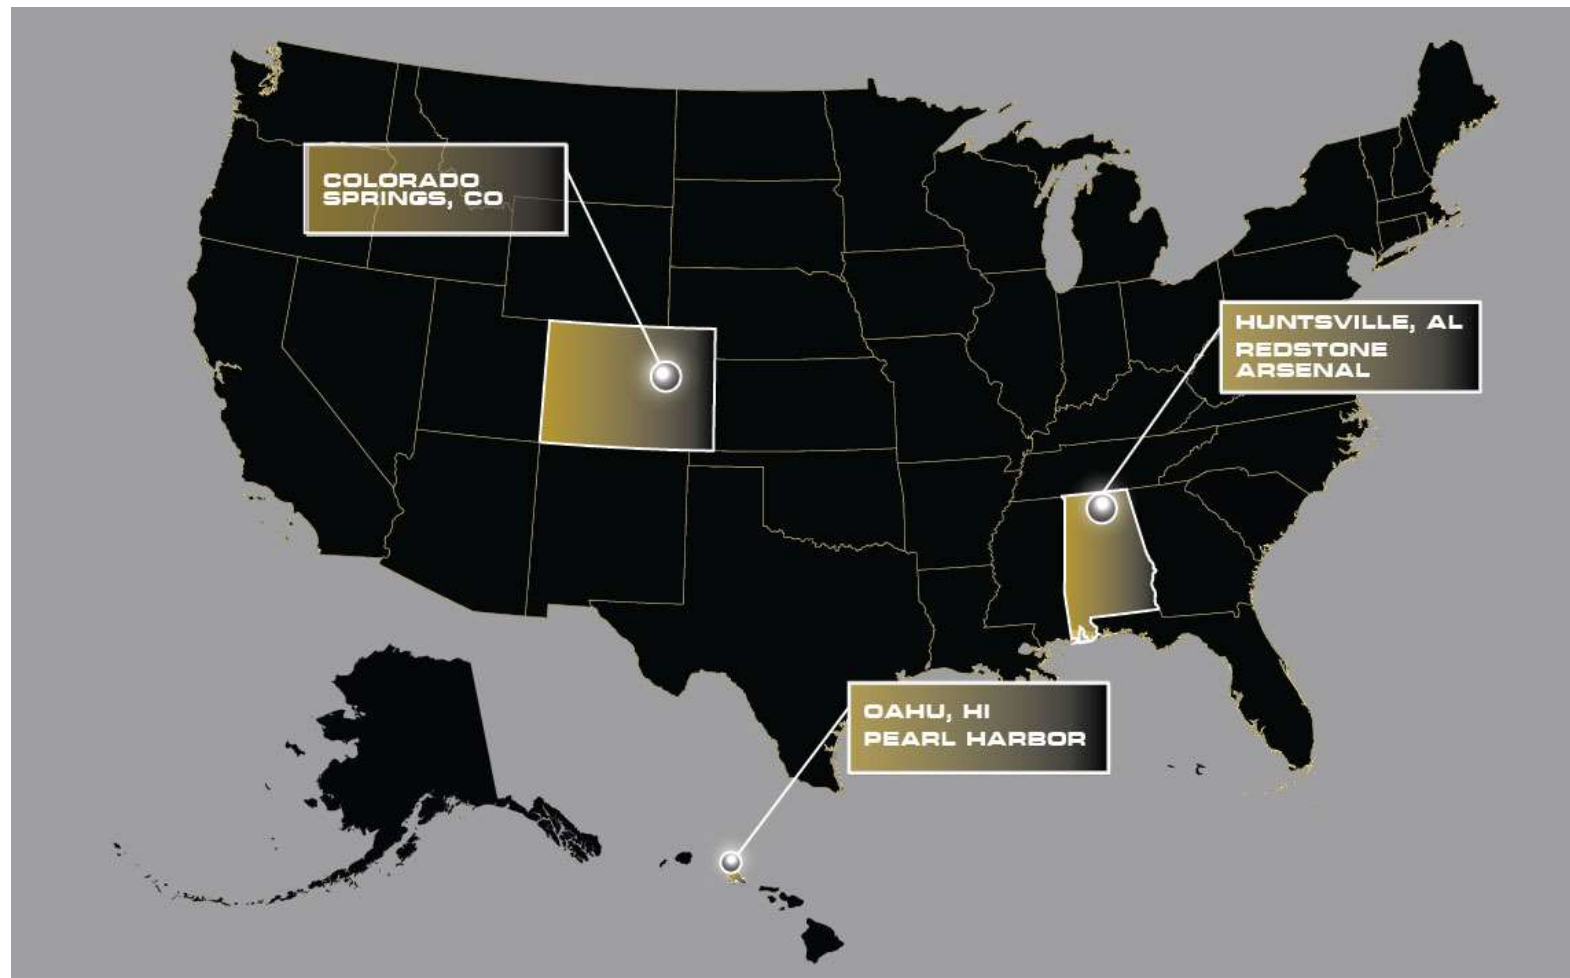 COLORADO
SPRINGS, CO
HUNTSVILLE, AL
REDSTONE
ARSENAL
OAHU, HI
PEARL HARBOR